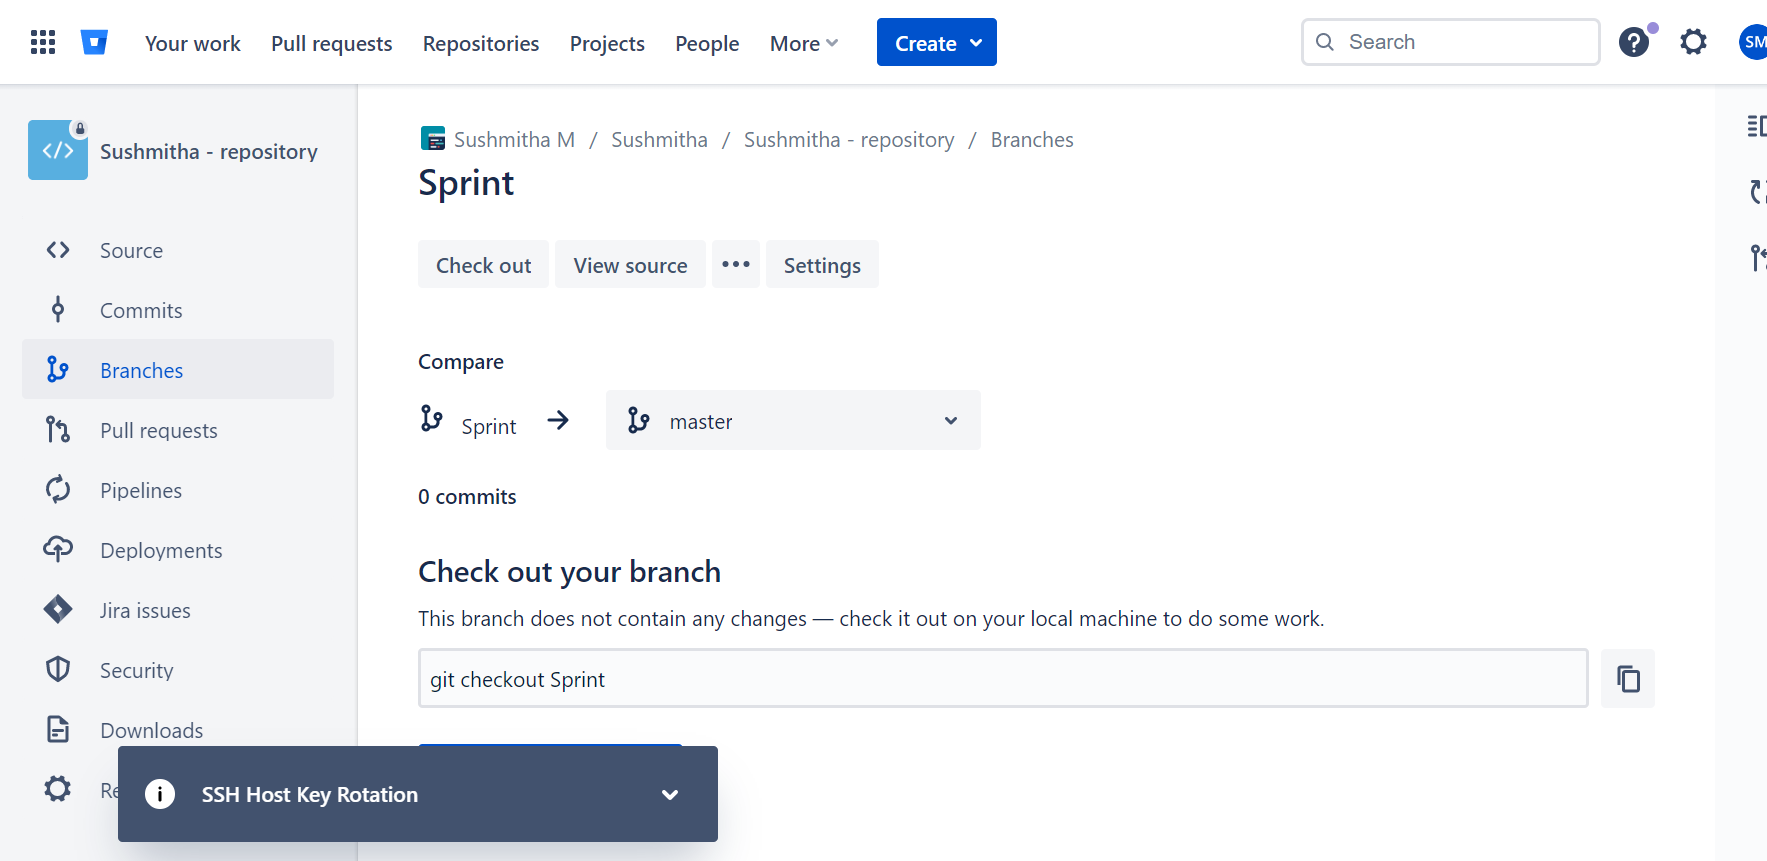 Your work Pull requests Repositories Projects People More Create Search ? SM
</> Sushmitha - repository
Source
Commits
Branches
Pull requests
Pipelines
Deployments
Jira issues
Security
Downloads
Sushmitha M / Sushmitha / Sushmitha - repository / Branches
Sprint
Check out View source ••• Settings
Compare
Sprint → master
0 commits
Check out your branch
This branch does not contain any changes — check it out on your local machine to do some work.
git checkout Sprint
SSH Host Key Rotation